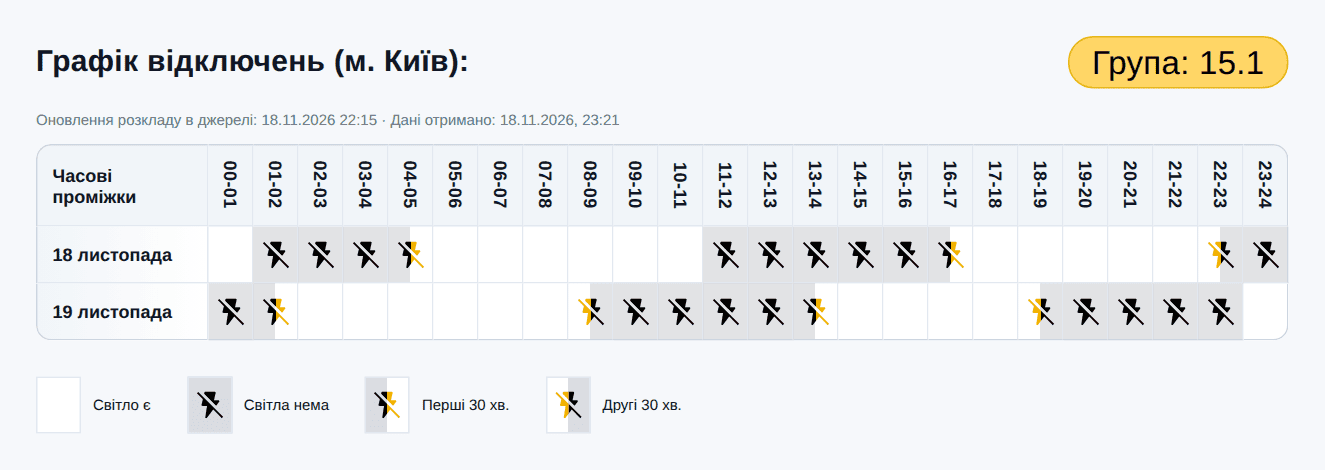 Графік відключень (м. Київ):
Група: 15.1
Оновлення розкладу в джерелі: 18.11.2026 22:15 · Дані отримано: 18.11.2026, 23:21
Часові
проміжки
00-01
01-02
02-03
03-04
04-05
05-06
06-07
07-08
08-09
09-10
10-11
11-12
12-13
13-14
14-15
15-16
16-17
17-18
18-19
19-20
20-21
21-22
22-23
23-24
18 листопада
19 листопада
Світло є
Світла нема
Перші 30 хв.
Другі 30 хв.